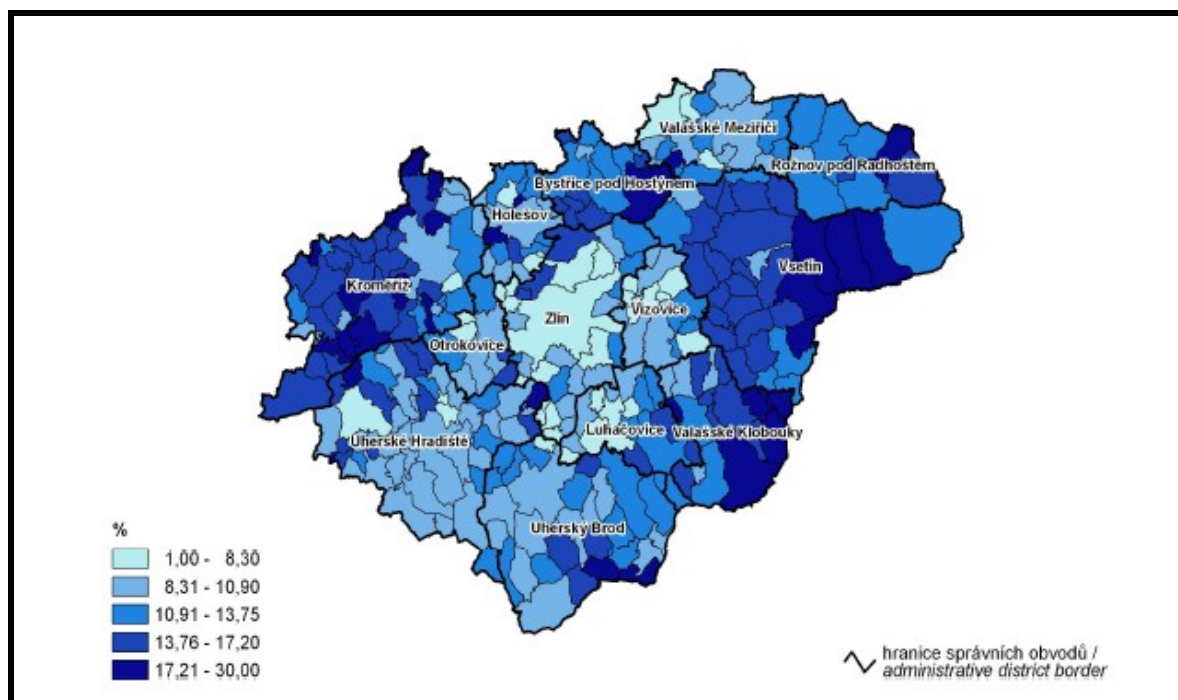 Valašské Meziříčí
Rožnov pod Radhoštěm
Bystřice pod Hostýnem
Holešov
Vsetín
Kroměříž
Zlín
Vizovice
Otrokovice
Uherské Hradiště
Luhačovice
Valašské Klobouky
Uherský Brod
%
1,00 - 8,30
8,31 - 10,90
10,91 - 13,75
13,76 - 17,20
17,21 - 30,00
hranice správních obvodů /
administrative district border